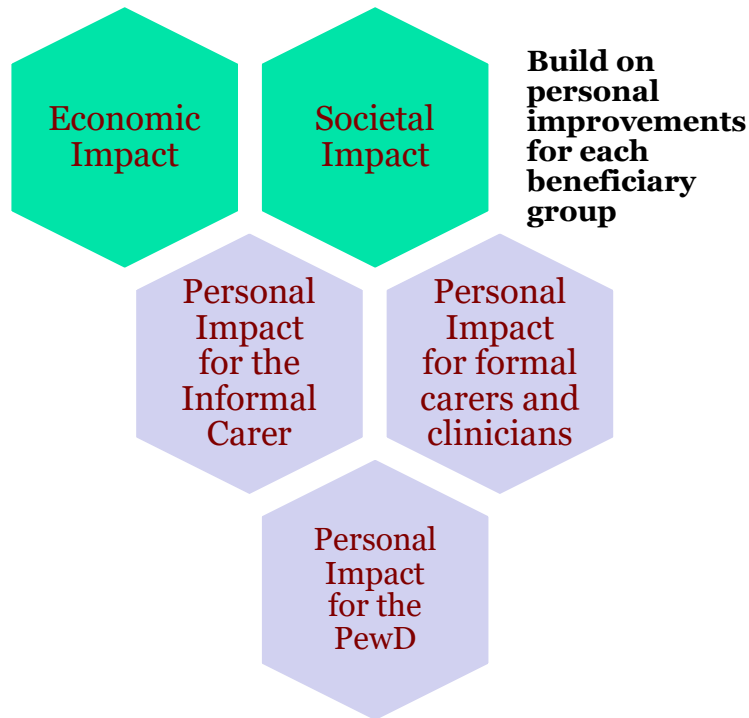 Economic
Impact
Societal
Impact
Build on
personal
improvements
for each
beneficiary
group
Personal
Impact
for the
Informal
Carer
Personal
Impact
for formal
carers and
clinicians
Personal
Impact
for the
PewD